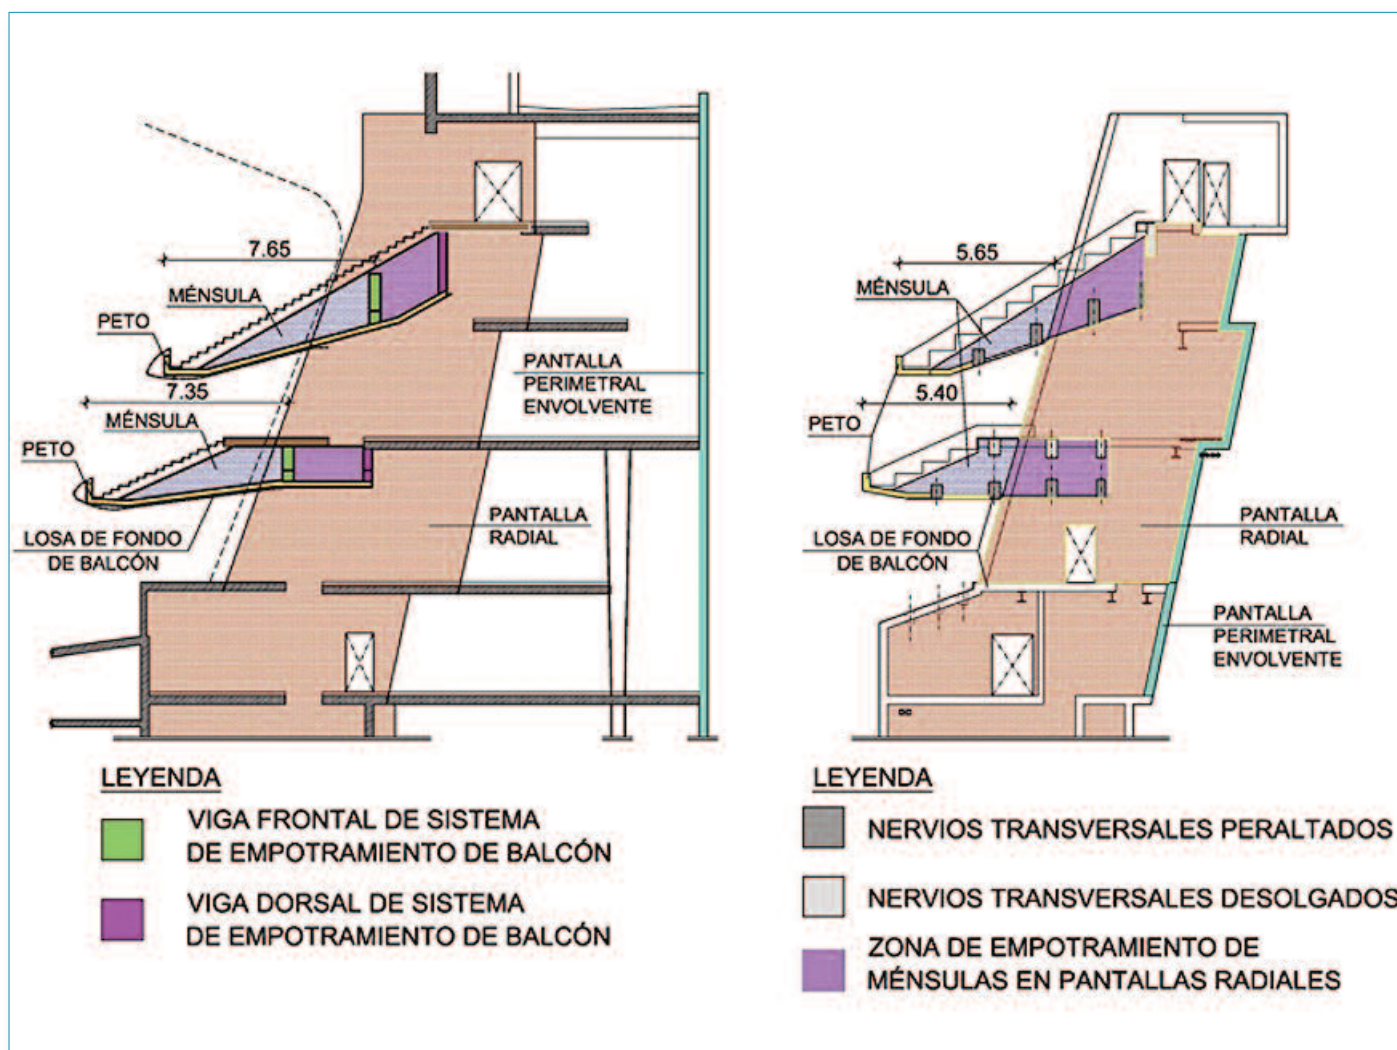 7.65
MÉNSULA
PETO
7.35
MÉNSULA
PETO
PANTALLA
PERIMETRAL
ENVOLVENTE
LOSA DE FONDO
DE BALCÓN
PANTALLA
RADIAL
LEYENDA
VIGA FRONTAL DE SISTEMA
DE EMPOTRAMIENTO DE BALCÓN
VIGA DORSAL DE SISTEMA
DE EMPOTRAMIENTO DE BALCÓN
5.65
MÉNSULA
5.40
PETO
LOSA DE FONDO
DE BALCÓN
PANTALLA
RADIAL
PANTALLA
PERIMETRAL
ENVOLVENTE
LEYENDA
NERVIOS TRANSVERSALES PERALTADOS
NERVIOS TRANSVERSALES DESOLGADOS
ZONA DE EMPOTRAMIENTO DE
MÉNSULAS EN PANTALLAS RADIALES